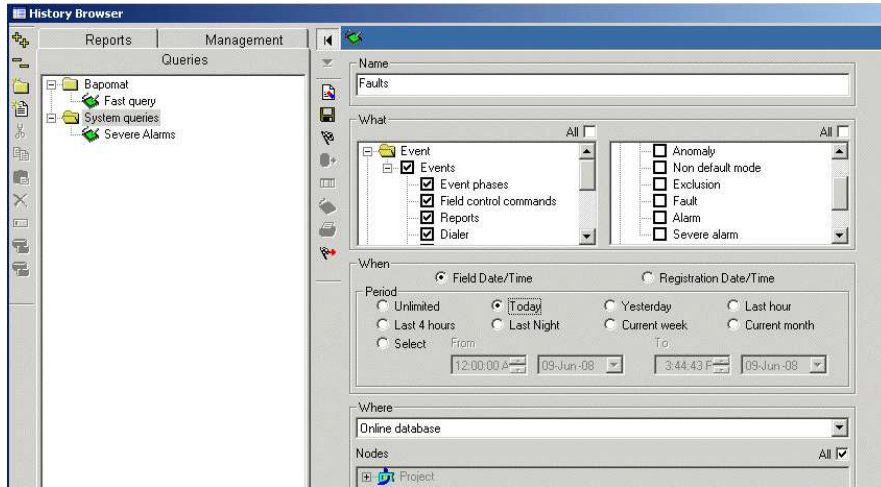 History Browser
Reports Management
Queries
Bapomat
Fast query
System queries
Severe Alarms
Name
Faults
What
All All
Event Anomaly
Events Non default mode
Event phases Exclusion
Field control commands Fault
Reports Alarm
Dialer Severe alarm
When
Field Date/Time Registration Date/Time
Period
Unlimited Today Yesterday Last hour
Last 4 hours Last Night Current week Current month
Select From To
12:00:00 A 09-Jun-08 3:44:43 F 09-Jun-08
Where
Online database
Nodes All
Project